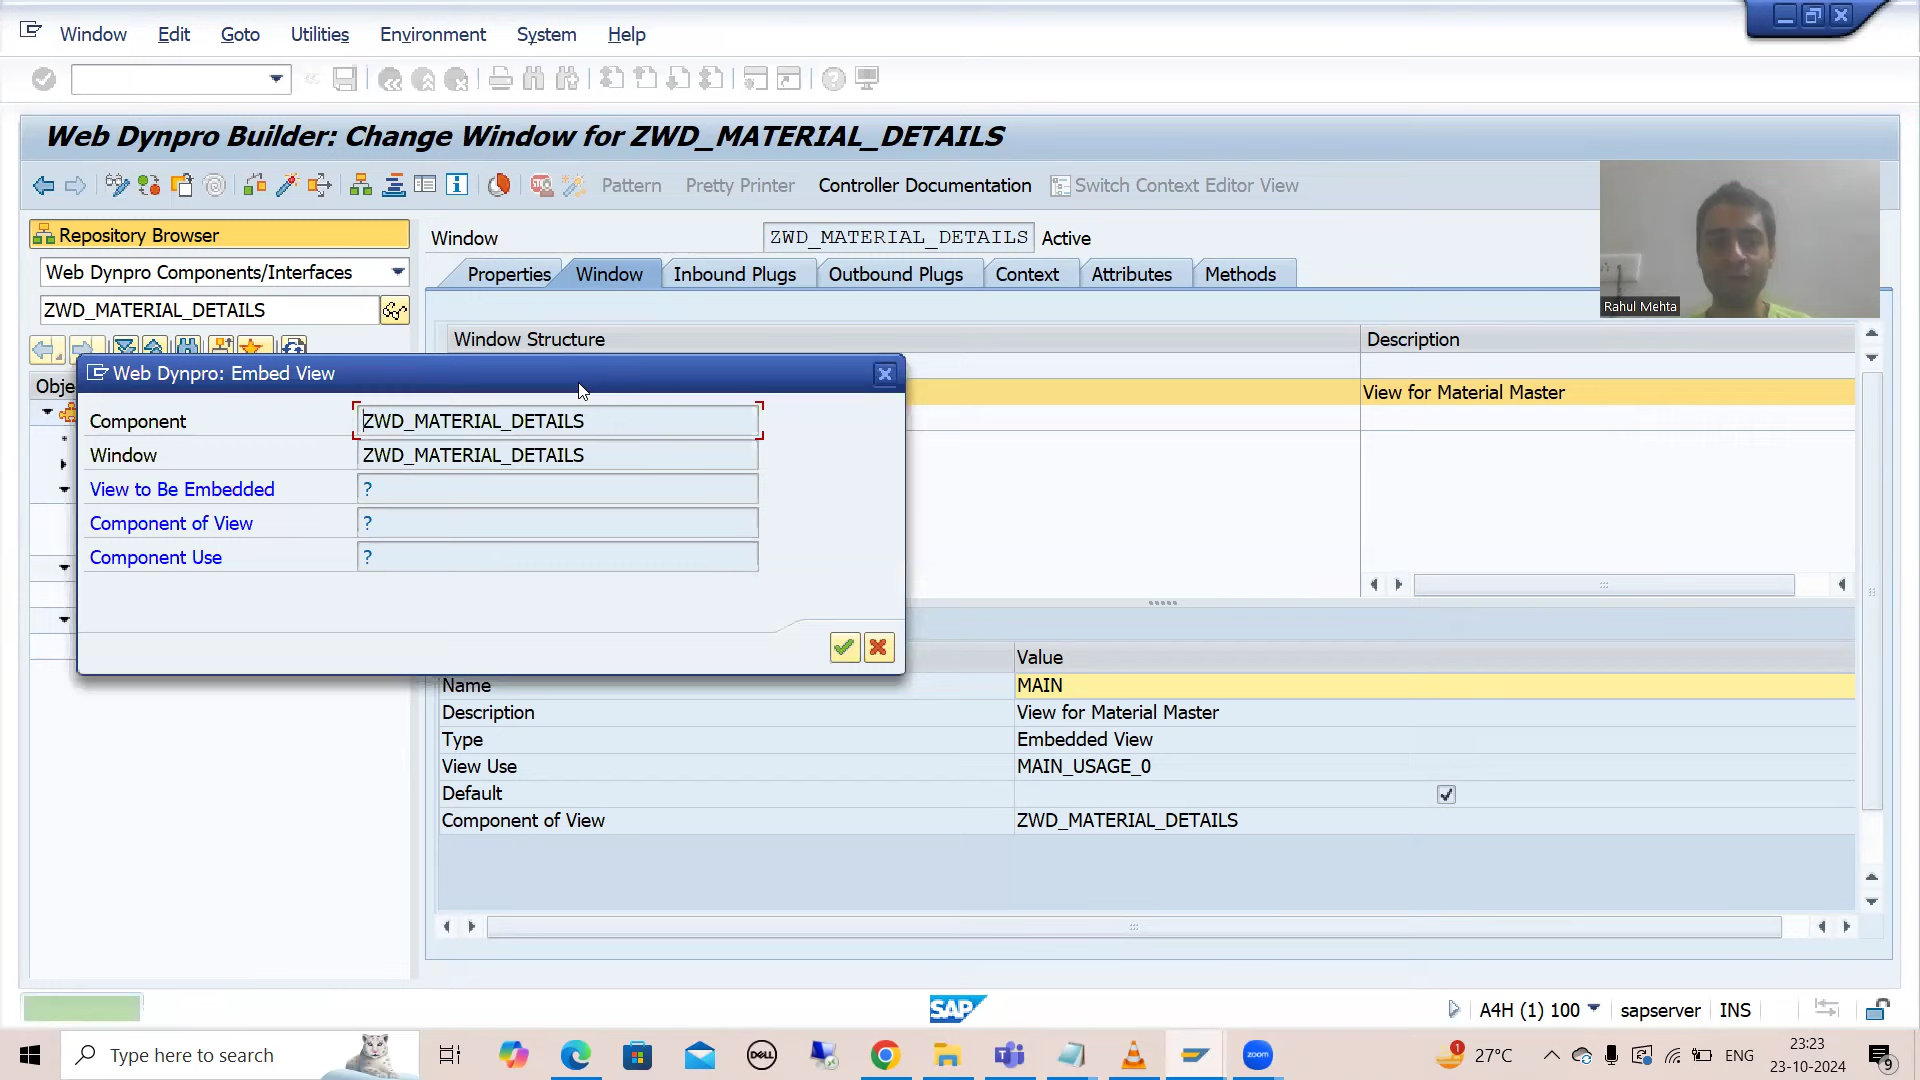 Window Edit Goto Utilities Environment System Help
Web Dynpro Builder: Change Window for ZWD_MATERIAL_DETAILS
Pattern Pretty Printer Controller Documentation Switch Context Editor View
Repository Browser
Web Dynpro Components/Interfaces
ZWD_MATERIAL_DETAILS
Window ZWD_MATERIAL_DETAILS Active
Properties Window Inbound Plugs Outbound Plugs Context Attributes Methods
Rahul Mehta
Window Structure Description
View for Material Master
Obje
Web Dynpro: Embed View
Component ZWD_MATERIAL_DETAILS
Window ZWD_MATERIAL_DETAILS
View to Be Embedded ?
Component of View ?
Component Use ?
Value
Name MAIN
Description View for Material Master
Type Embedded View
View Use MAIN_USAGE_0
Default
Component of View ZWD_MATERIAL_DETAILS
SAP
A4H (1) 100 sapserver INS
Type here to search
DELL
zoom
1
27°C
ENG
23:23
23-10-2024
9